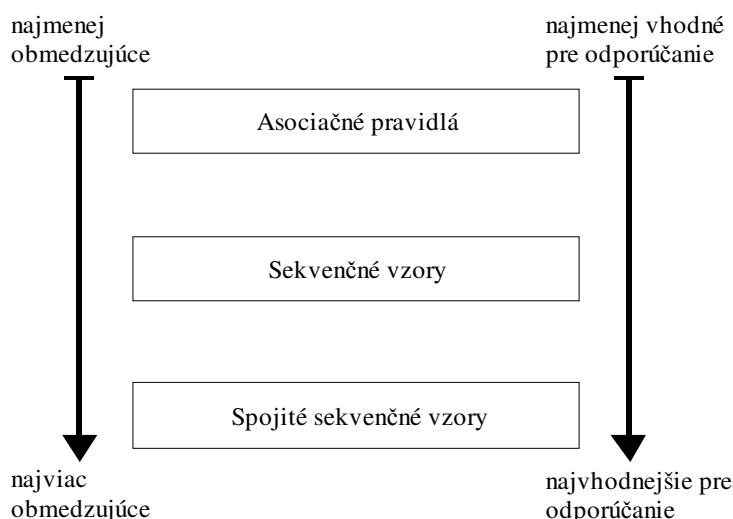 najmenej
obmedzujúce
najmenej vhodné
pre odporúčanie
Asociačné pravidlá
Sekvenčné vzory
Spojité sekvenčné vzory
najviac
obmedzujúce
najvhodnejšie pre
odporúčanie